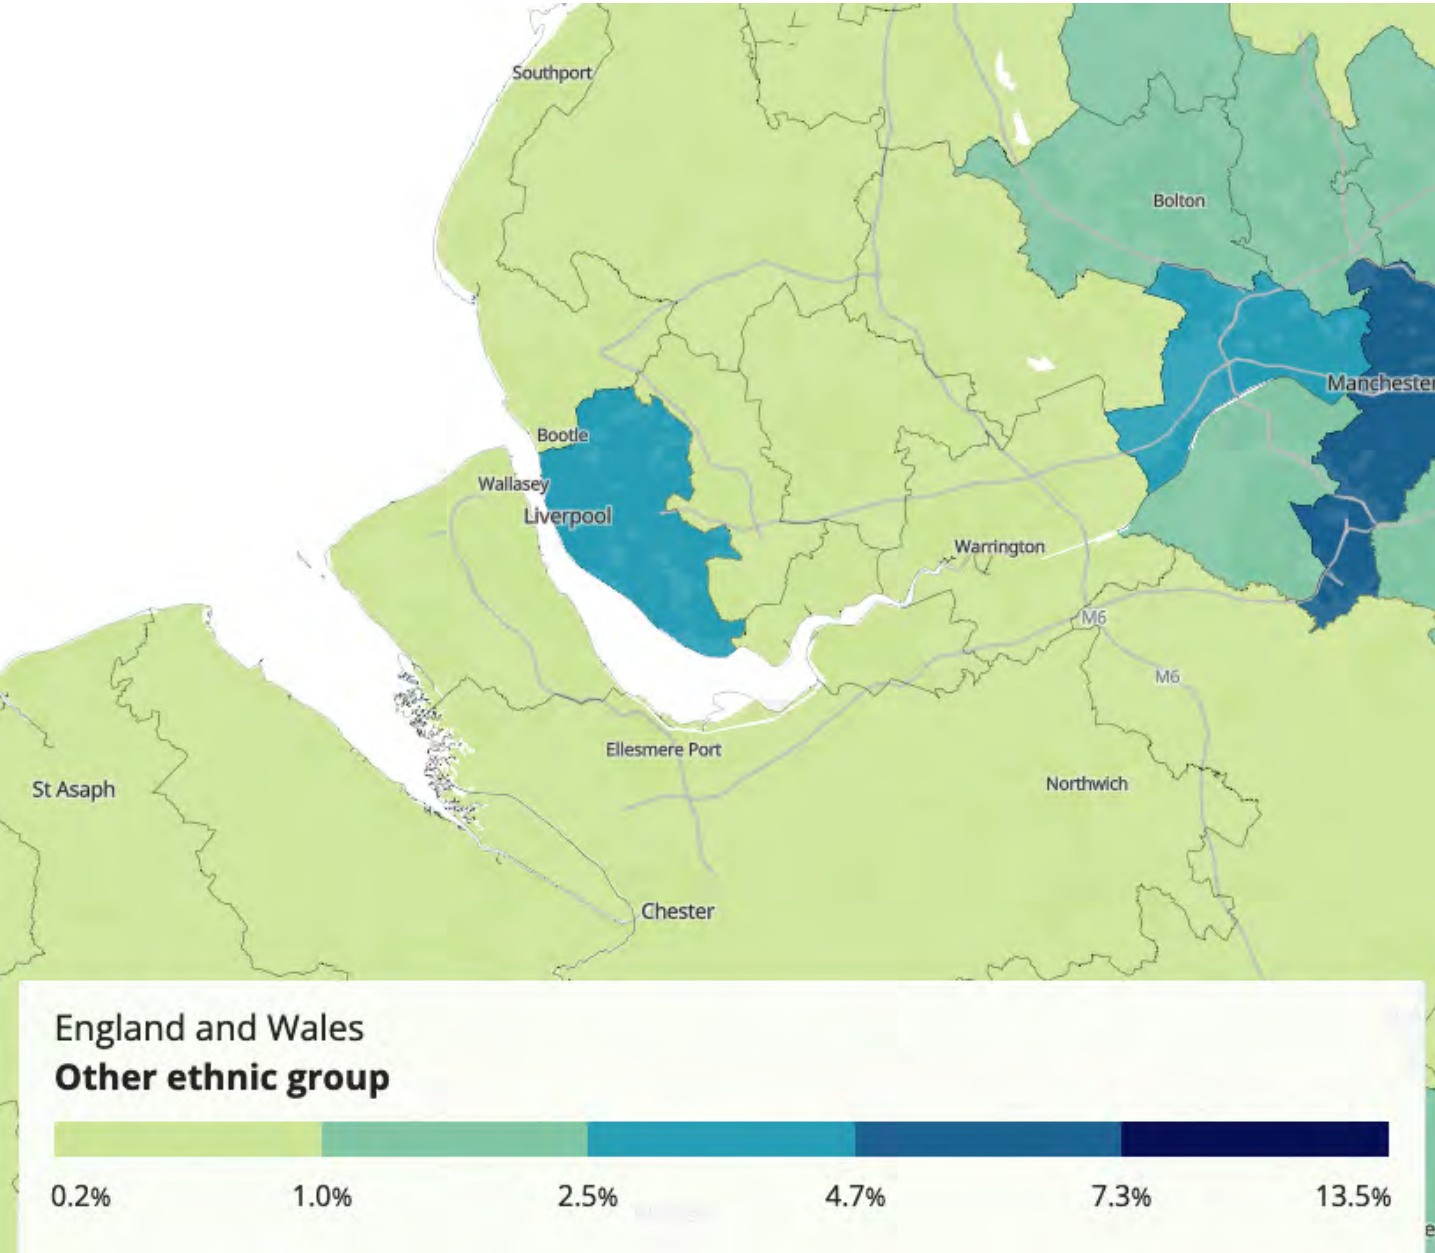 Southport
Bolton
Manchester
Bootle
Wallasey
Liverpool
Warrington
M6
M6
Ellesmere Port
St Asaph
Northwich
Chester
England and Wales
Other ethnic group
0.2% 1.0% 2.5% 4.7% 7.3% 13.5%